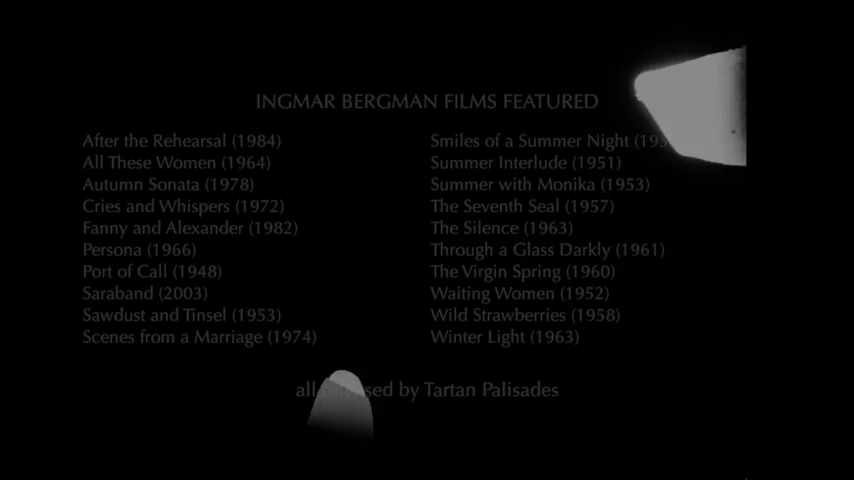 INGMAR BERGMAN FILMS FEATURED
After the Rehearsal (1984)
All These Women (1964)
Autumn Sonata (1978)
Cries and Whispers (1972)
Fanny and Alexander (1982)
Persona (1966)
Port of Call (1948)
Saraband (2003)
Sawdust and Tinsel (1953)
Scenes from a Marriage (1974)
Smiles of a Summer Night
Summer Interlude (1951)
Summer with Monika (1953)
The Seventh Seal (1957)
The Silence (1963)
Through a Glass Darkly (1961)
The Virgin Spring (1960)
Waiting Women (1952)
Wild Strawberries (1958)
Winter Light (1963)
all by Tartan Palisades